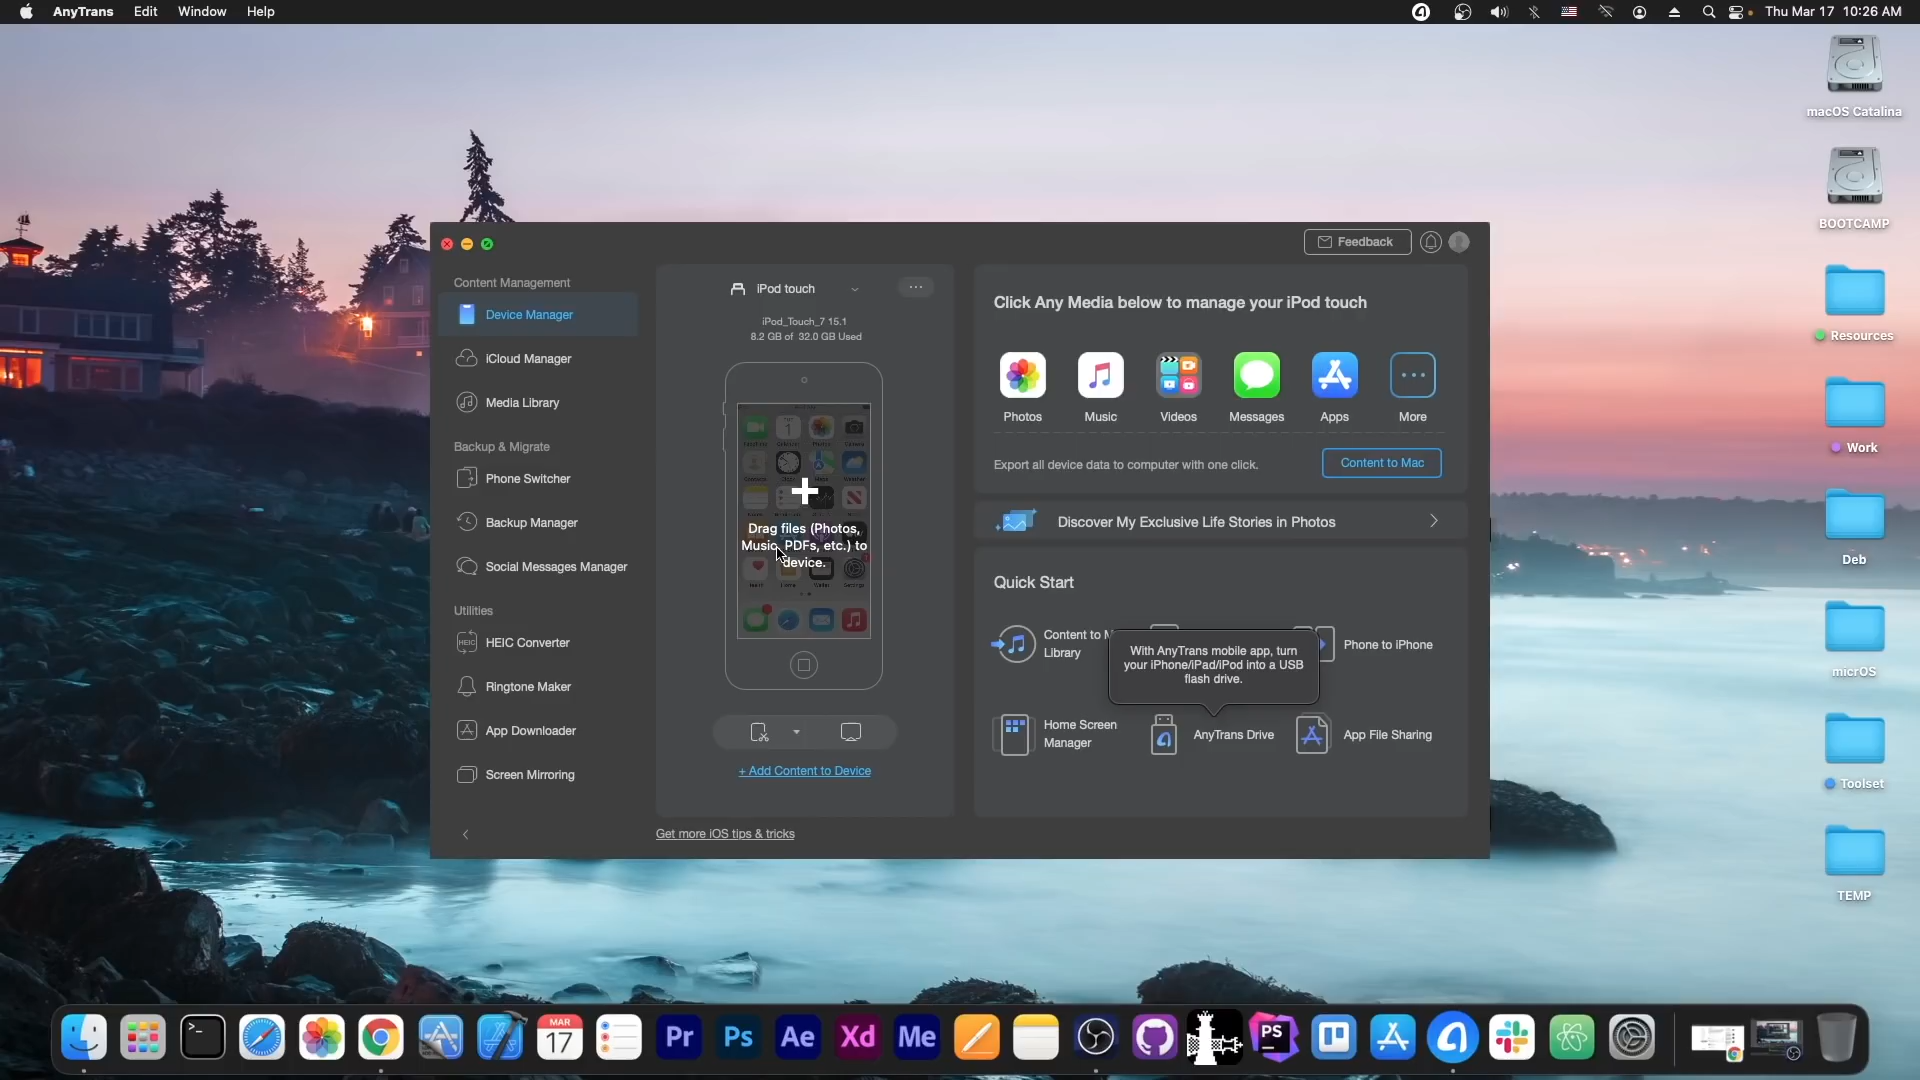 AnyTrans Edit Window Help
Thu Mar 17 10:26 AM
macOS Catalina
BOOTCAMP
Resources
Work
Deb
micrOS
Toolset
TEMP
Feedback
Content Management
Device Manager
iCloud Manager
Media Library
Backup & Migrate
Phone Switcher
Backup Manager
Social Messages Manager
Utilities
HEIC
HEIC Converter
Ringtone Maker
App Downloader
Screen Mirroring
iPod touch
iPod_Touch_7 15.1
8.2 GB of 32.0 GB Used
Drag files (Photos,
Music, PDFs, etc.) to
device.
+ Add Content to Device
Get more iOS tips & tricks
Click Any Media below to manage your iPod touch
Photos Music Videos Messages Apps More
Export all device data to computer with one click.
Content to Mac
Discover My Exclusive Life Stories in Photos
Quick Start
Content to
Library
With AnyTrans mobile app, turn
your iPhone/iPad/iPod into a USB
flash drive.
Phone to iPhone
Home Screen
Manager
AnyTrans Drive
App File Sharing
MAR
17
Pr
Ps
Ae
Xd
Me
PS